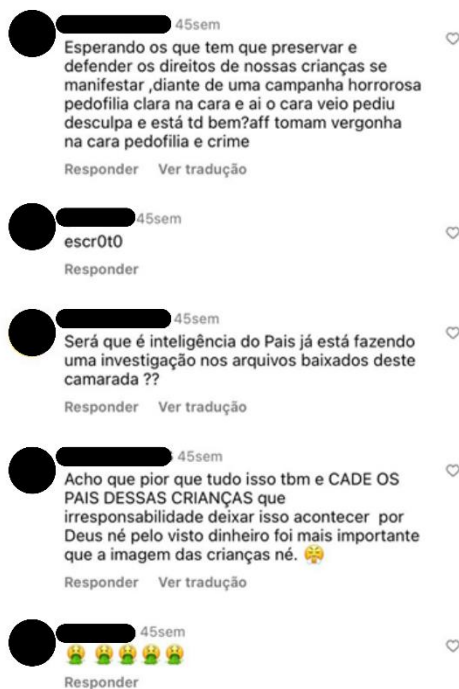 45sem
Esperando os que tem que preservar e
defender os direitos de nossas crianças se
manifestar ,diante de uma campanha horrorosa
pedofilia clara na cara e ai o cara veio pediu
desculpa e está td bem?aff tomam vergonha
na cara pedofilia e crime
Responder Ver tradução
45sem
escr0t0
Responder
45sem
Será que é inteligência do Pais já está fazendo
uma investigação nos arquivos baixados deste
camarada ??
Responder Ver tradução
45sem
Acho que pior que tudo isso tbm e CADE OS
PAIS DESSAS CRIANÇAS que
irresponsabilidade deixar isso acontecer por
Deus né pelo visto dinheiro foi mais importante
que a imagem das crianças né. 😤
Responder Ver tradução
45sem
🤮 🤮 🤮 🤮 🤮
Responder